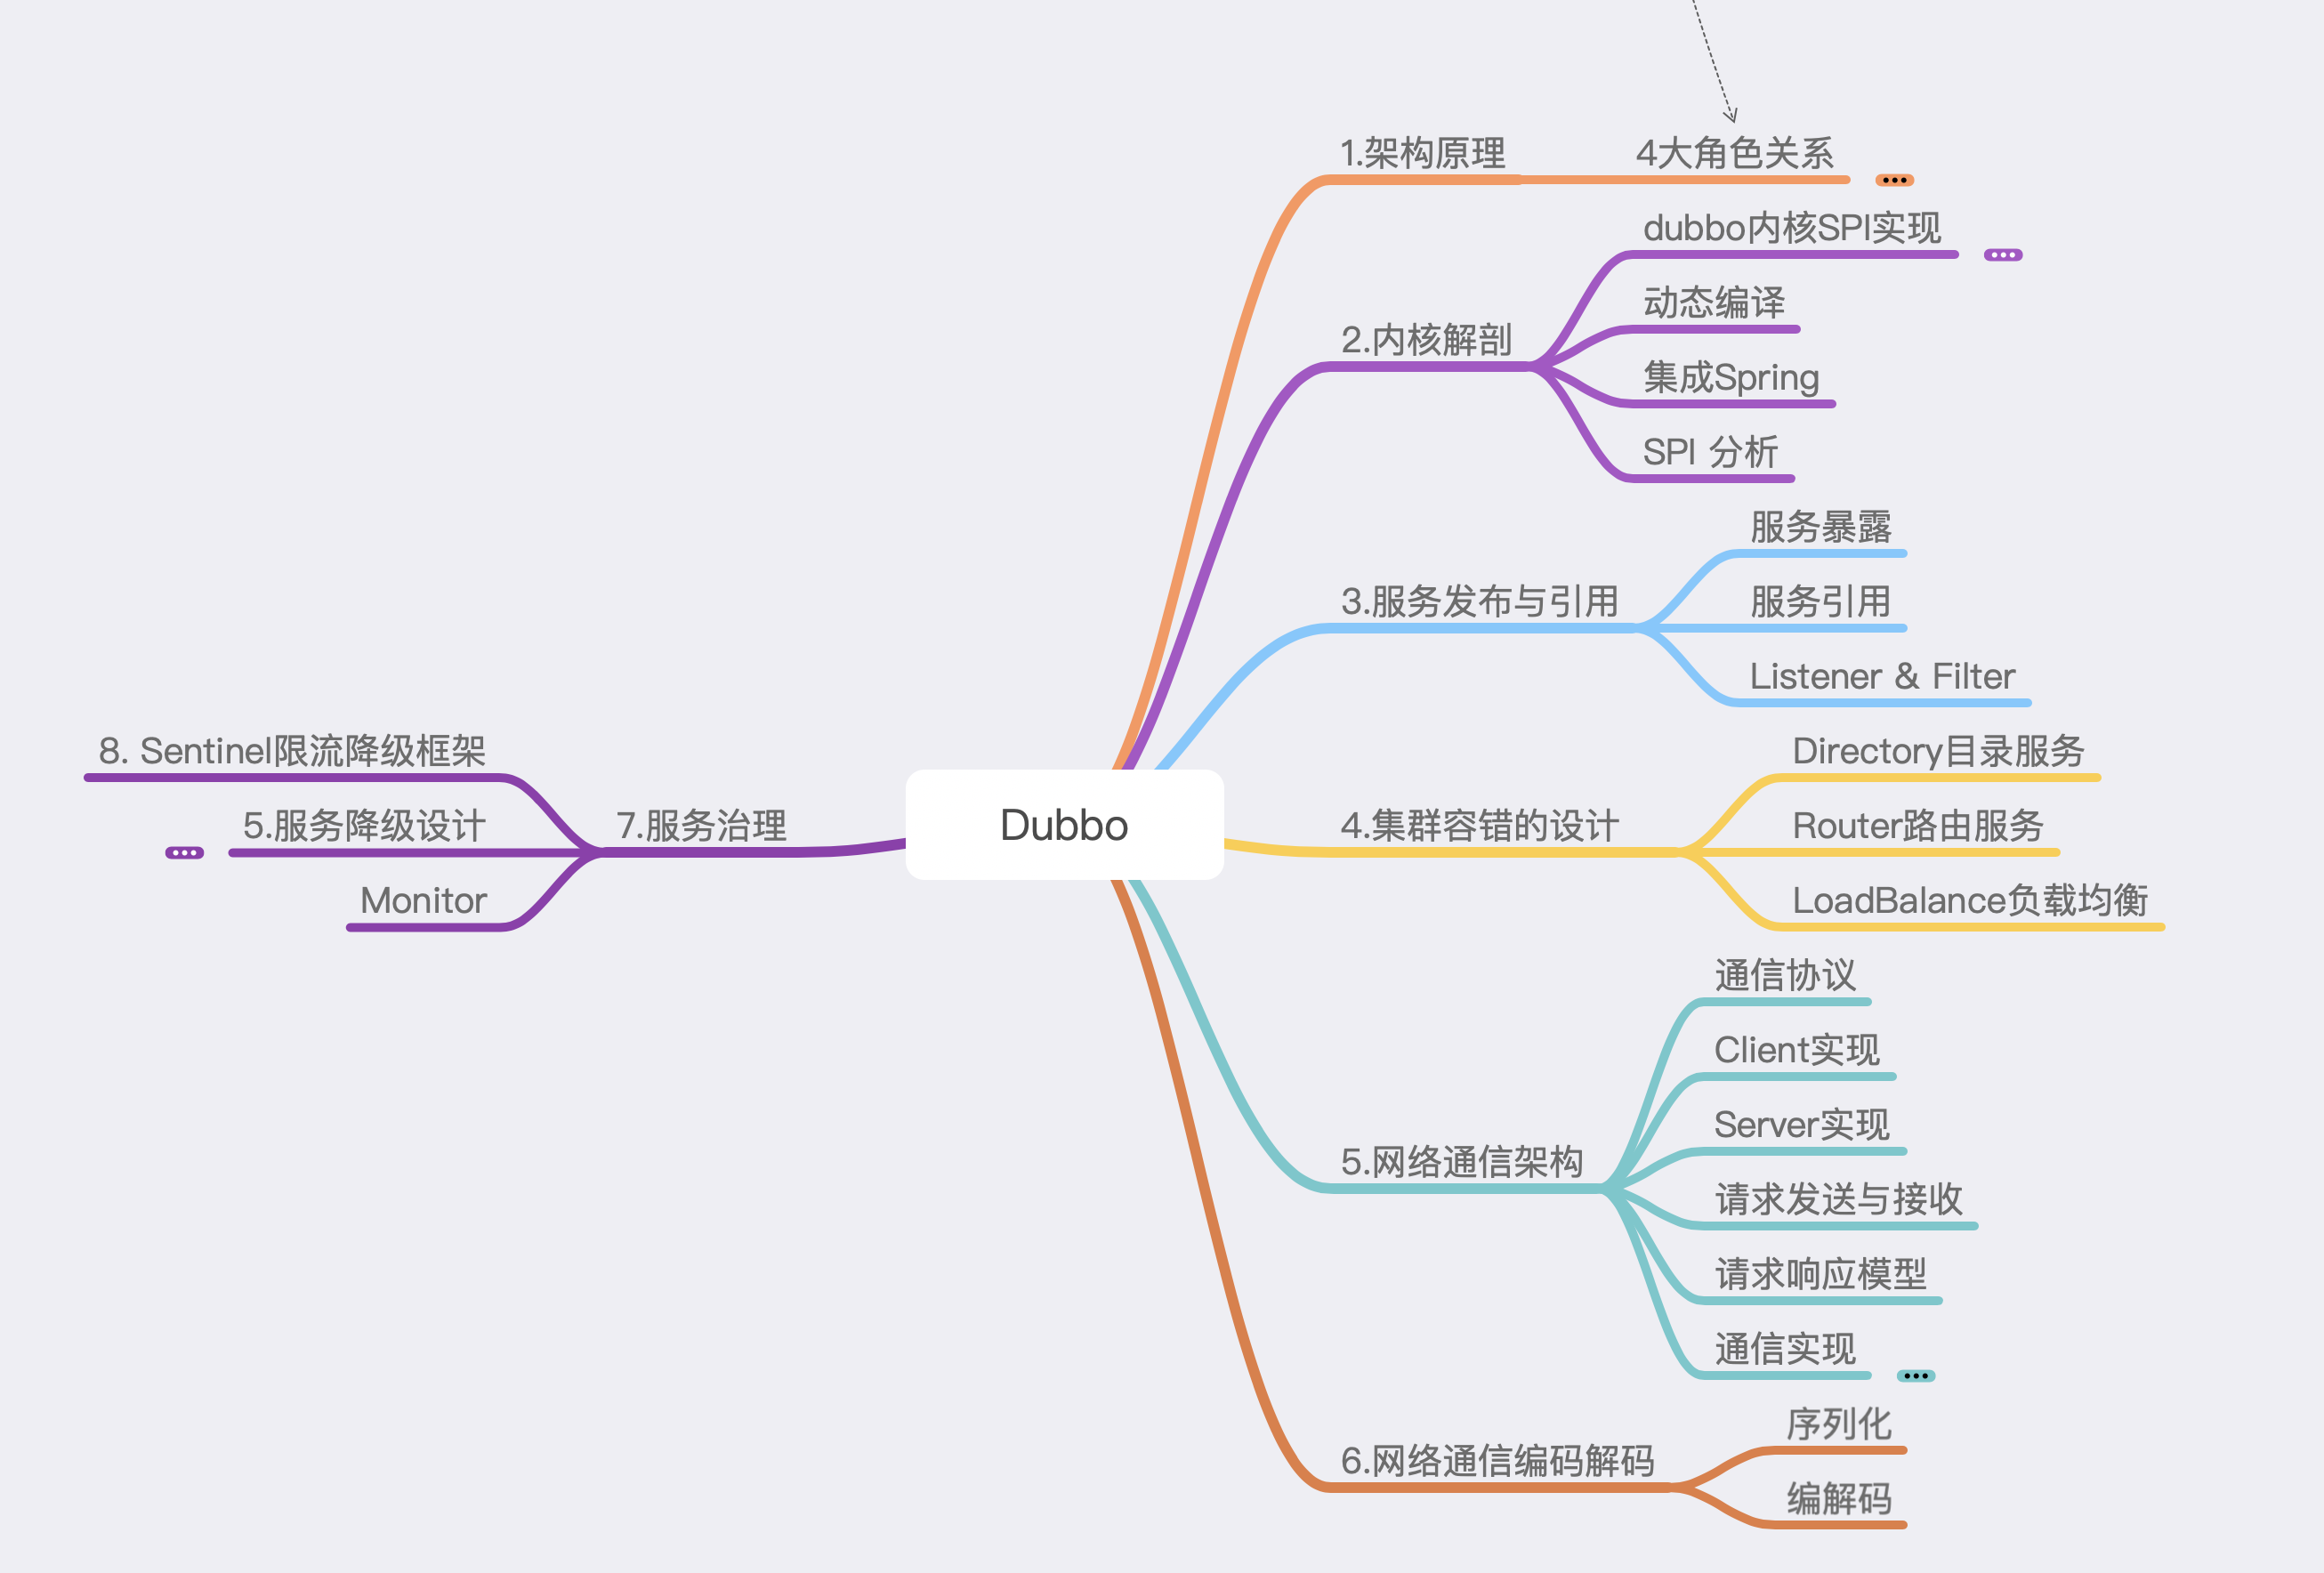 Dubbo
1.架构原理
4大角色关系
2.内核解剖
dubbo内核SPI实现
动态编译
集成Spring
SPI 分析
3.服务发布与引用
服务暴露
服务引用
Listener & Filter
4.集群容错的设计
Directory目录服务
Router路由服务
LoadBalance负载均衡
5.网络通信架构
通信协议
Client实现
Server实现
请求发送与接收
请求响应模型
通信实现
6.网络通信编码解码
序列化
编解码
7.服务治理
8. Sentinel限流降级框架
5.服务降级设计
Monitor